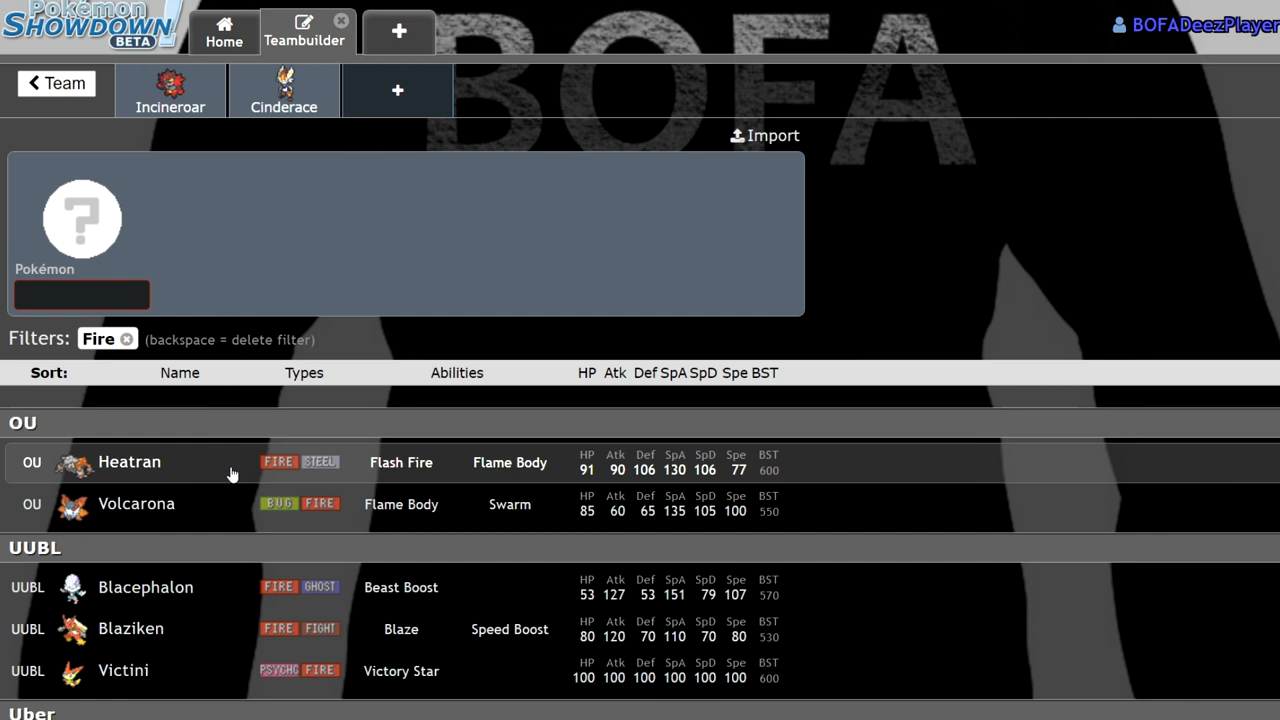 Pokémon
SHOWDOWN!
BETA
Home
Teambuilder
+
BOFADeezPlayer
BOFA
Team
Incineroar
Cinderace
+
Import
?
Pokémon
Filters: Fire (backspace = delete filter)
Sort: Name Types Abilities HP Atk Def SpA SpD Spe BST
OU
OU Heatran FIRE STEEL Flash Fire Flame Body HP 91 Atk 90 Def 106 SpA 130 SpD 106 Spe 77 BST 600
OU Volcarona BUG FIRE Flame Body Swarm HP 85 Atk 60 Def 65 SpA 135 SpD 105 Spe 100 BST 550
UUBL
UUBL Blacephalon FIRE GHOST Beast Boost HP 53 Atk 127 Def 53 SpA 151 SpD 79 Spe 107 BST 570
UUBL Blaziken FIRE FIGHT Blaze Speed Boost HP 80 Atk 120 Def 70 SpA 110 SpD 70 Spe 80 BST 530
UUBL Victini PSYCHC FIRE Victory Star HP 100 Atk 100 Def 100 SpA 100 SpD 100 Spe 100 BST 600
Uber